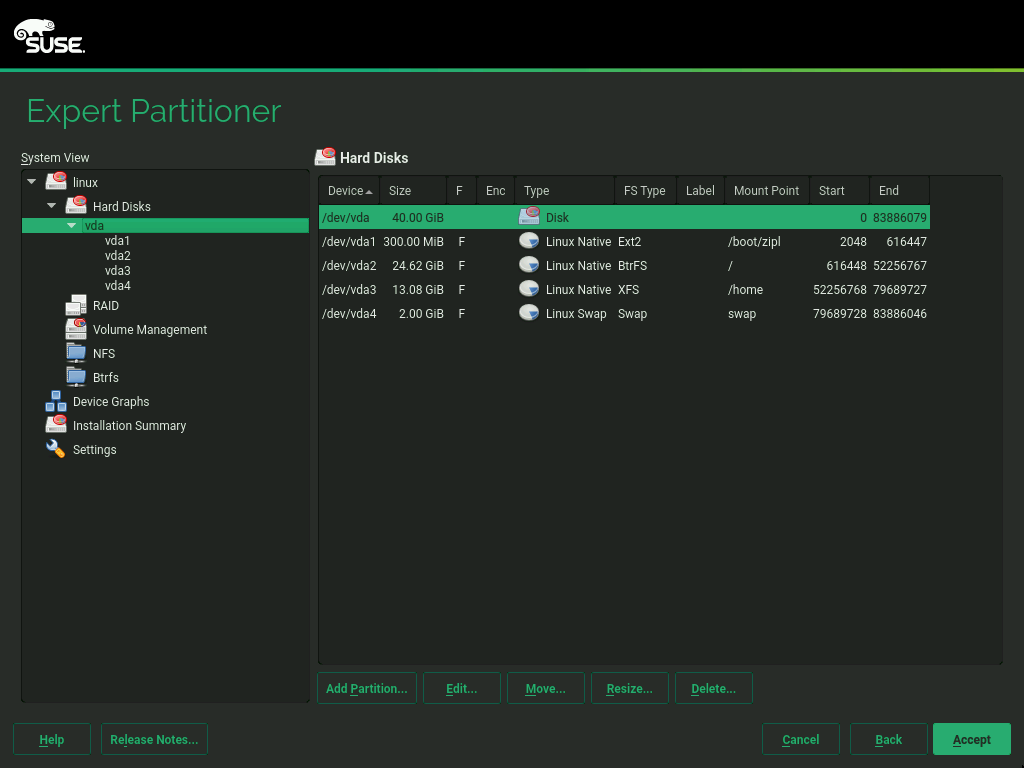 SUSE.
Expert Partitioner
System View
linux
Hard Disks
vda
vda1
vda2
vda3
vda4
RAID
Volume Management
NFS
Btrfs
Device Graphs
Installation Summary
Settings
Hard Disks
Device Size F Enc Type FS Type Label Mount Point Start End
/dev/vda 40.00 GiB Disk 0 83886079
/dev/vda1 300.00 MiB F Linux Native Ext2 /boot/zipl 2048 616447
/dev/vda2 24.62 GiB F Linux Native BtrFS / 616448 52256767
/dev/vda3 13.08 GiB F Linux Native XFS /home 52256768 79689727
/dev/vda4 2.00 GiB F Linux Swap Swap swap 79689728 83886046
Add Partition... Edit... Move... Resize... Delete...
Help Release Notes... Cancel Back Accept